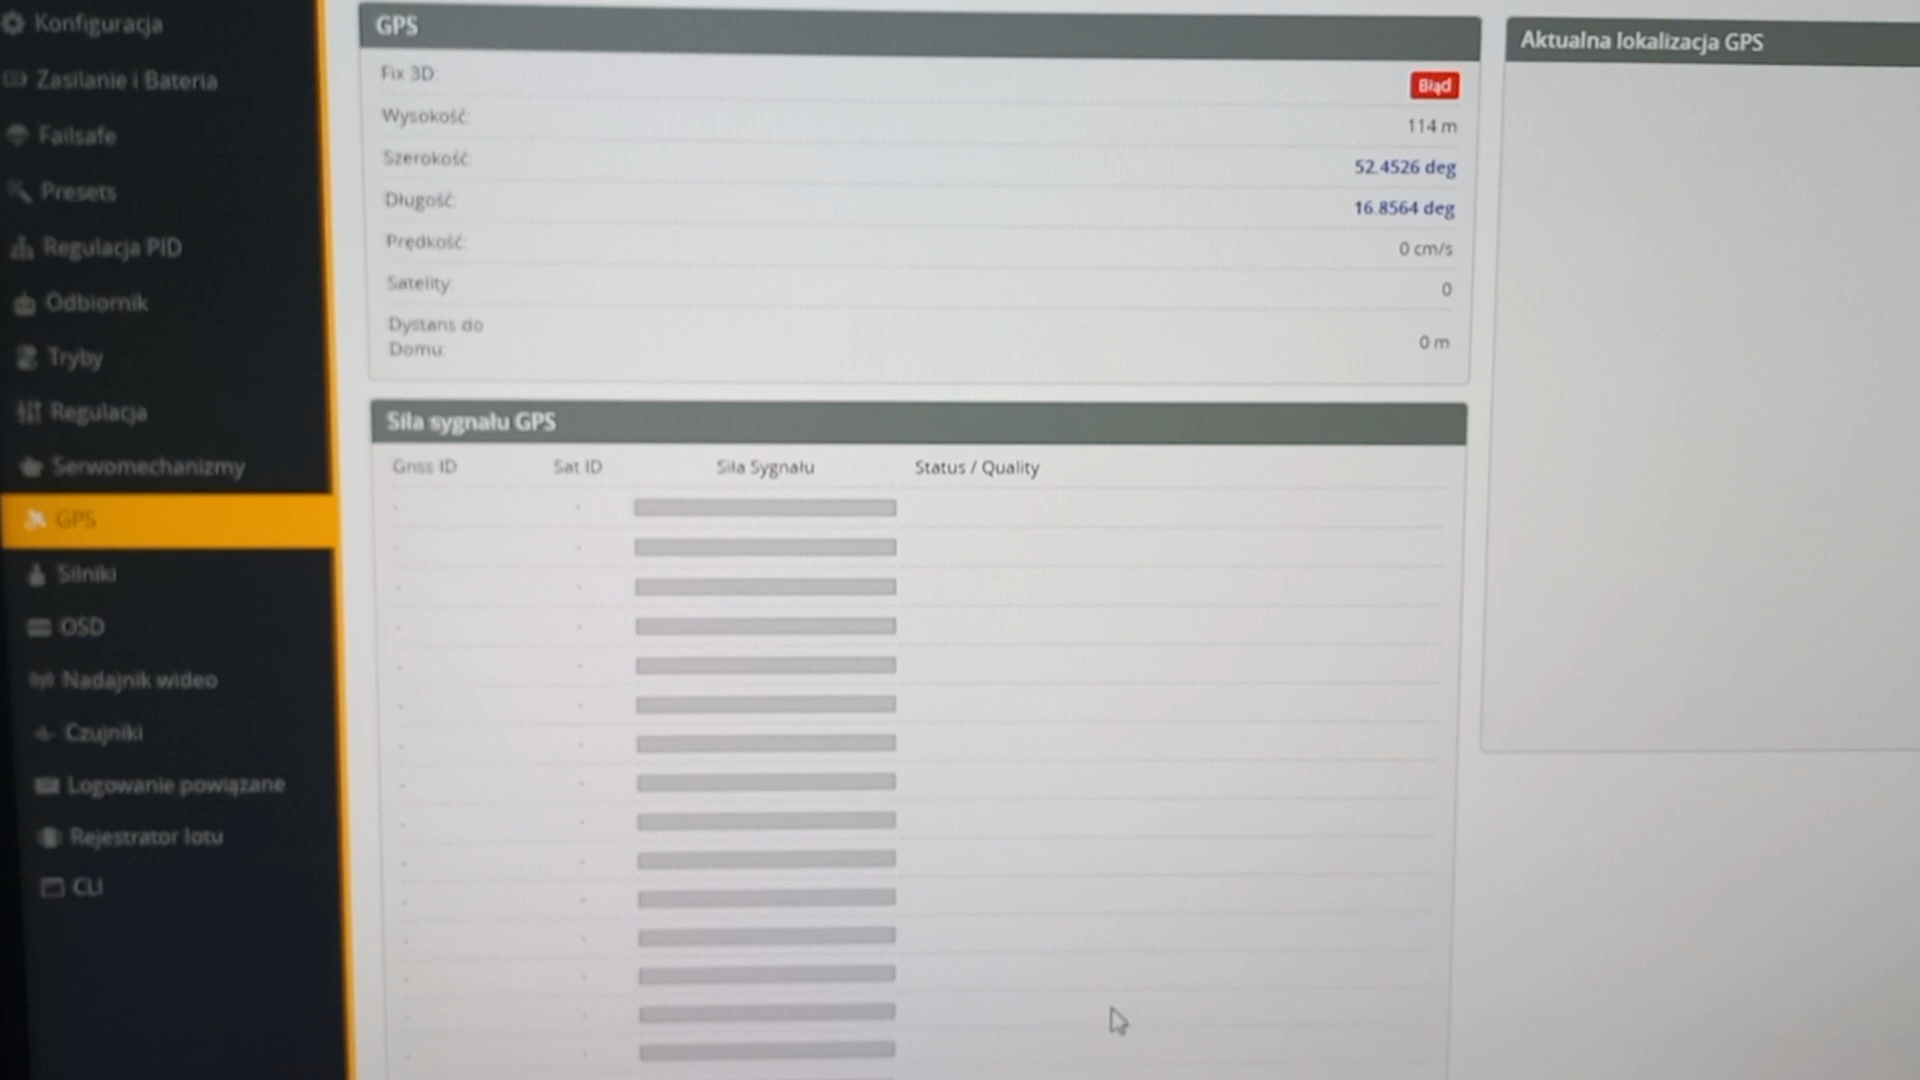 Konfiguracja
Zasilanie i Bateria
Failsafe
Presets
Regulacja PID
Odbiornik
Tryby
Regulacja
Serwomechanizmy
GPS
Silniki
OSD
Nadajnik wideo
Czujniki
Logowanie powiązane
Rejestrator lotu
CLI
GPS
Fix 3D: Błąd
Wysokość: 114 m
Szerokość: 52.4526 deg
Długość: 16.8564 deg
Prędkość: 0 cm/s
Satelity: 0
Dystans do
Domu: 0 m
Siła sygnału GPS
Gnss ID Sat ID Siła Sygnału Status / Quality
Aktualna lokalizacja GPS